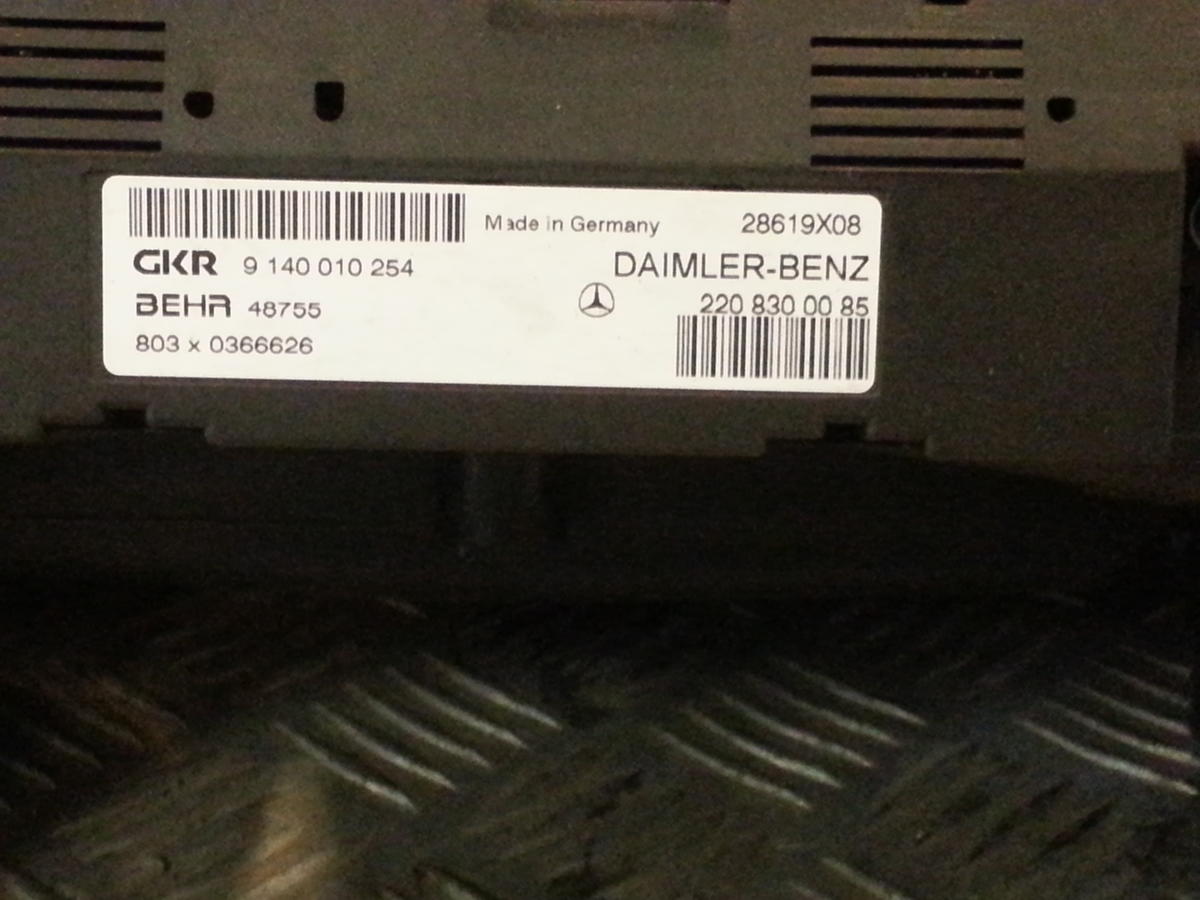 Made in Germany 28619X08
GKR 9 140 010 254 DAIMLER-BENZ
BEHR 48755 220 830 00 85
803 x 0366626